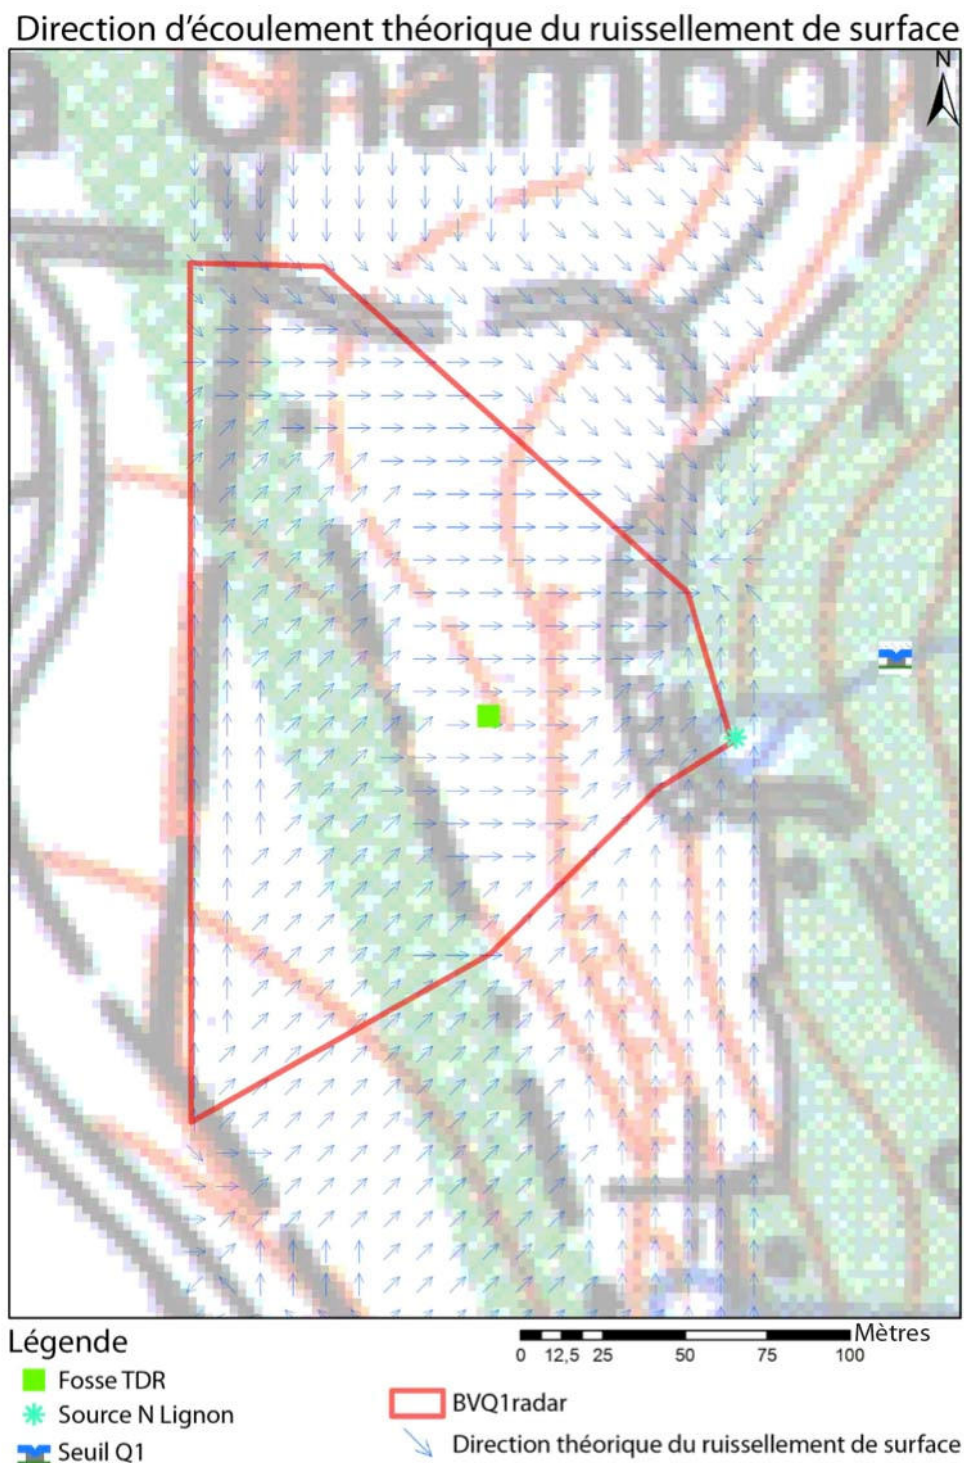 Direction d'écoulement théorique du ruissellement de surface
N
a Chambol
Légende
Mètres
0 12,5 25 50 75 100
Fosse TDR
Source N Lignon
BVQ1radar
Seuil Q1
Direction théorique du ruissellement de surface